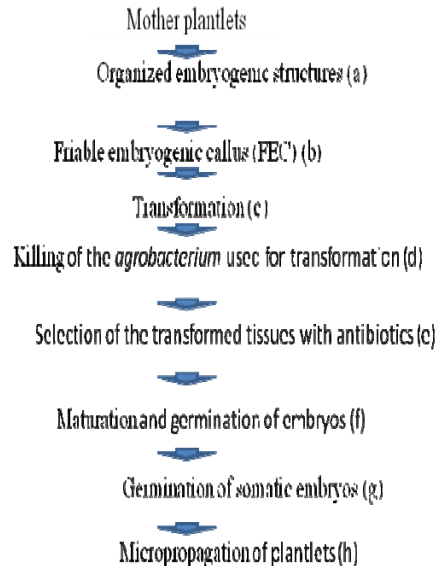 Mother plantlets
Organized embryogenic structures (a)
Friable embryogenic callus (FEC) (b)
Transformation (c)
Killing of the agrobacterium used for transformation (d)
Selection of the transformed tissues with antibiotics (e)
Maturation and germination of embryos (f)
Germination of somatic embryos (g)
Micropropagation of plantlets (h)